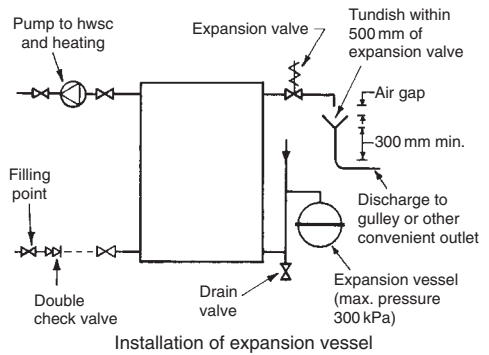 Pump to hwsc
and heating
Expansion valve
Tundish within
500 mm of
expansion valve
Air gap
300 mm min.
Filling
point
Discharge to
gulley or other
convenient outlet
Double
check valve
Drain
valve
Expansion vessel
(max. pressure
300 kPa)
Installation of expansion vessel